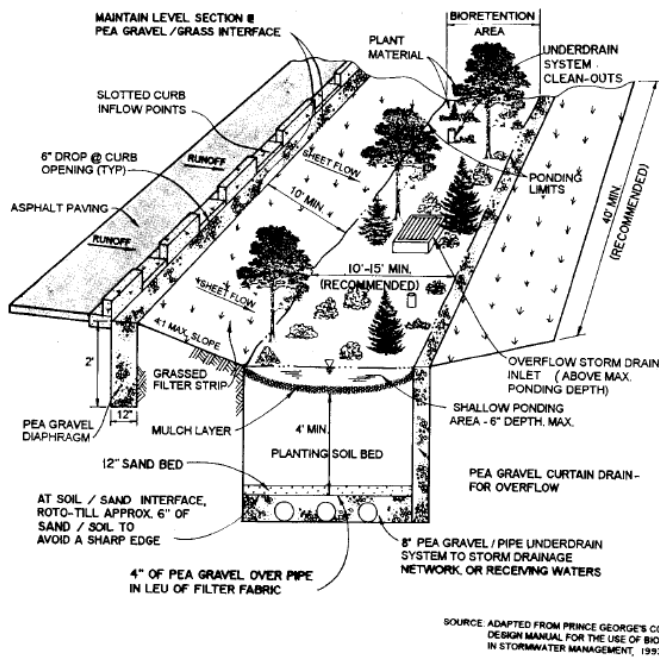 MAINTAIN LEVEL SECTION @
PEA GRAVEL / GRASS INTERFACE
BIORETENTION
AREA
PLANT
MATERIAL
UNDERDRAIN
SYSTEM
CLEAN-OUTS
SLOTTED CURB
INFLOW POINTS
6" DROP @ CURB
OPENING (TYP)
RUNOFF
SHEET FLOW
PONDING
LIMITS
ASPHALT PAVING
10' MIN.
40' MIN.
(RECOMMENDED)
RUNOFF
10'-15' MIN.
(RECOMMENDED)
SHEET FLOW
4:1 MAX. SLOPE
2'
GRASSED
FILTER STRIP
OVERFLOW STORM DRAIN
INLET ( ABOVE MAX.
PONDING DEPTH)
12"
PEA GRAVEL
DIAPHRAGM
MULCH LAYER
SHALLOW PONDING
AREA - 6" DEPTH. MAX.
4' MIN.
PLANTING SOIL BED
12" SAND BED
PEA GRAVEL CURTAIN DRAIN-
FOR OVERFLOW
AT SOIL / SAND INTERFACE,
ROTO-TILL APPROX. 6" OF
SAND / SOIL TO
AVOID A SHARP EDGE
8" PEA GRAVEL / PIPE UNDERDRAIN
SYSTEM TO STORM DRAINAGE
NETWORK OR RECEIVING WATERS
4" OF PEA GRAVEL OVER PIPE
IN LEU OF FILTER FABRIC
SOURCE: ADAPTED FROM PRINCE GEORGE'S
DESIGN MANUAL FOR THE USE OF
IN STORMWATER MANAGEMENT,